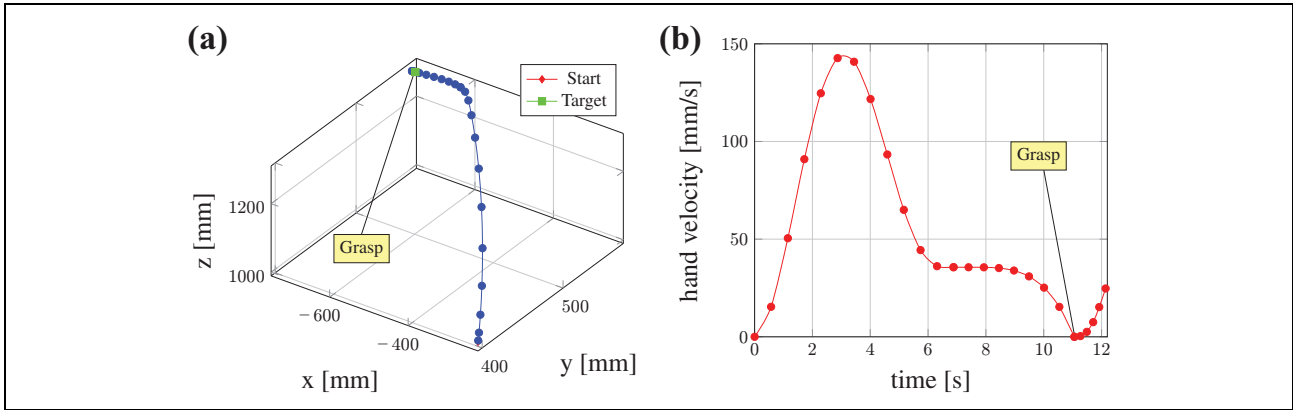 (a)
Start
Target
Grasp
1200
1000
z [mm]
−600
−400
x [mm]
400
500
y [mm]
(b)
150
100
50
0
hand velocity [mm/s]
Grasp
0 2 4 6 8 10 12
time [s]